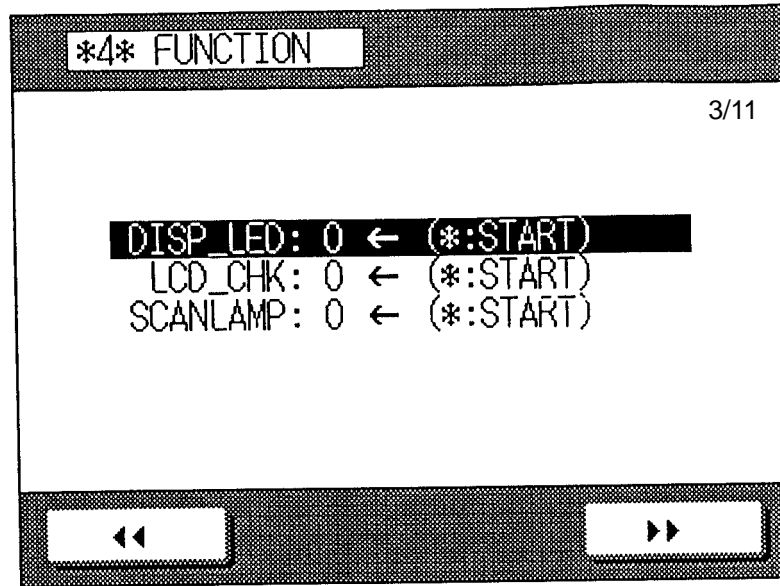 *4* FUNCTION
3/11
DISP_LED: 0 ← (*:START)
LCD_CHK: 0 ← (*:START)
SCANLAMP: 0 ← (*:START)